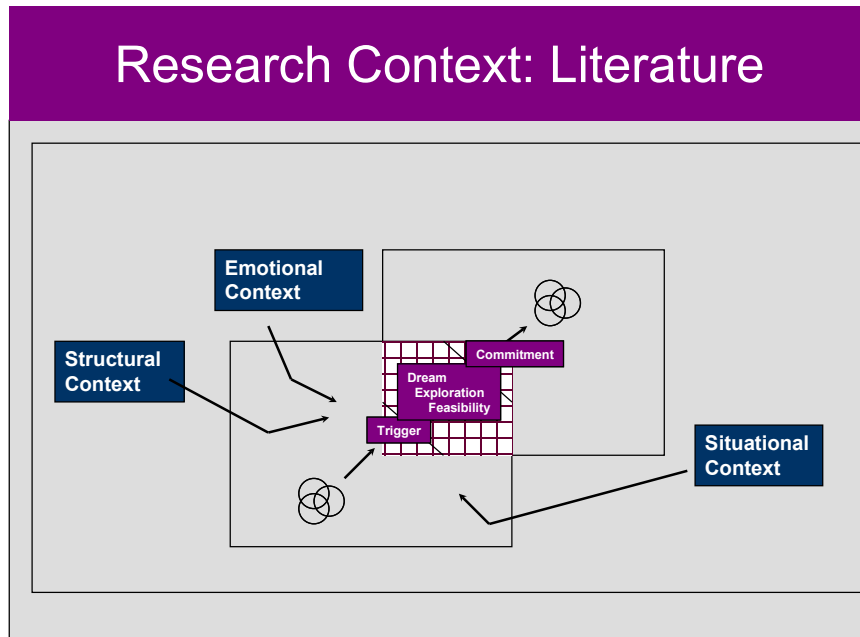 Research Context: Literature
Emotional
Context
Structural
Context
Commitment
Dream
Exploration
Feasibility
Trigger
Situational
Context